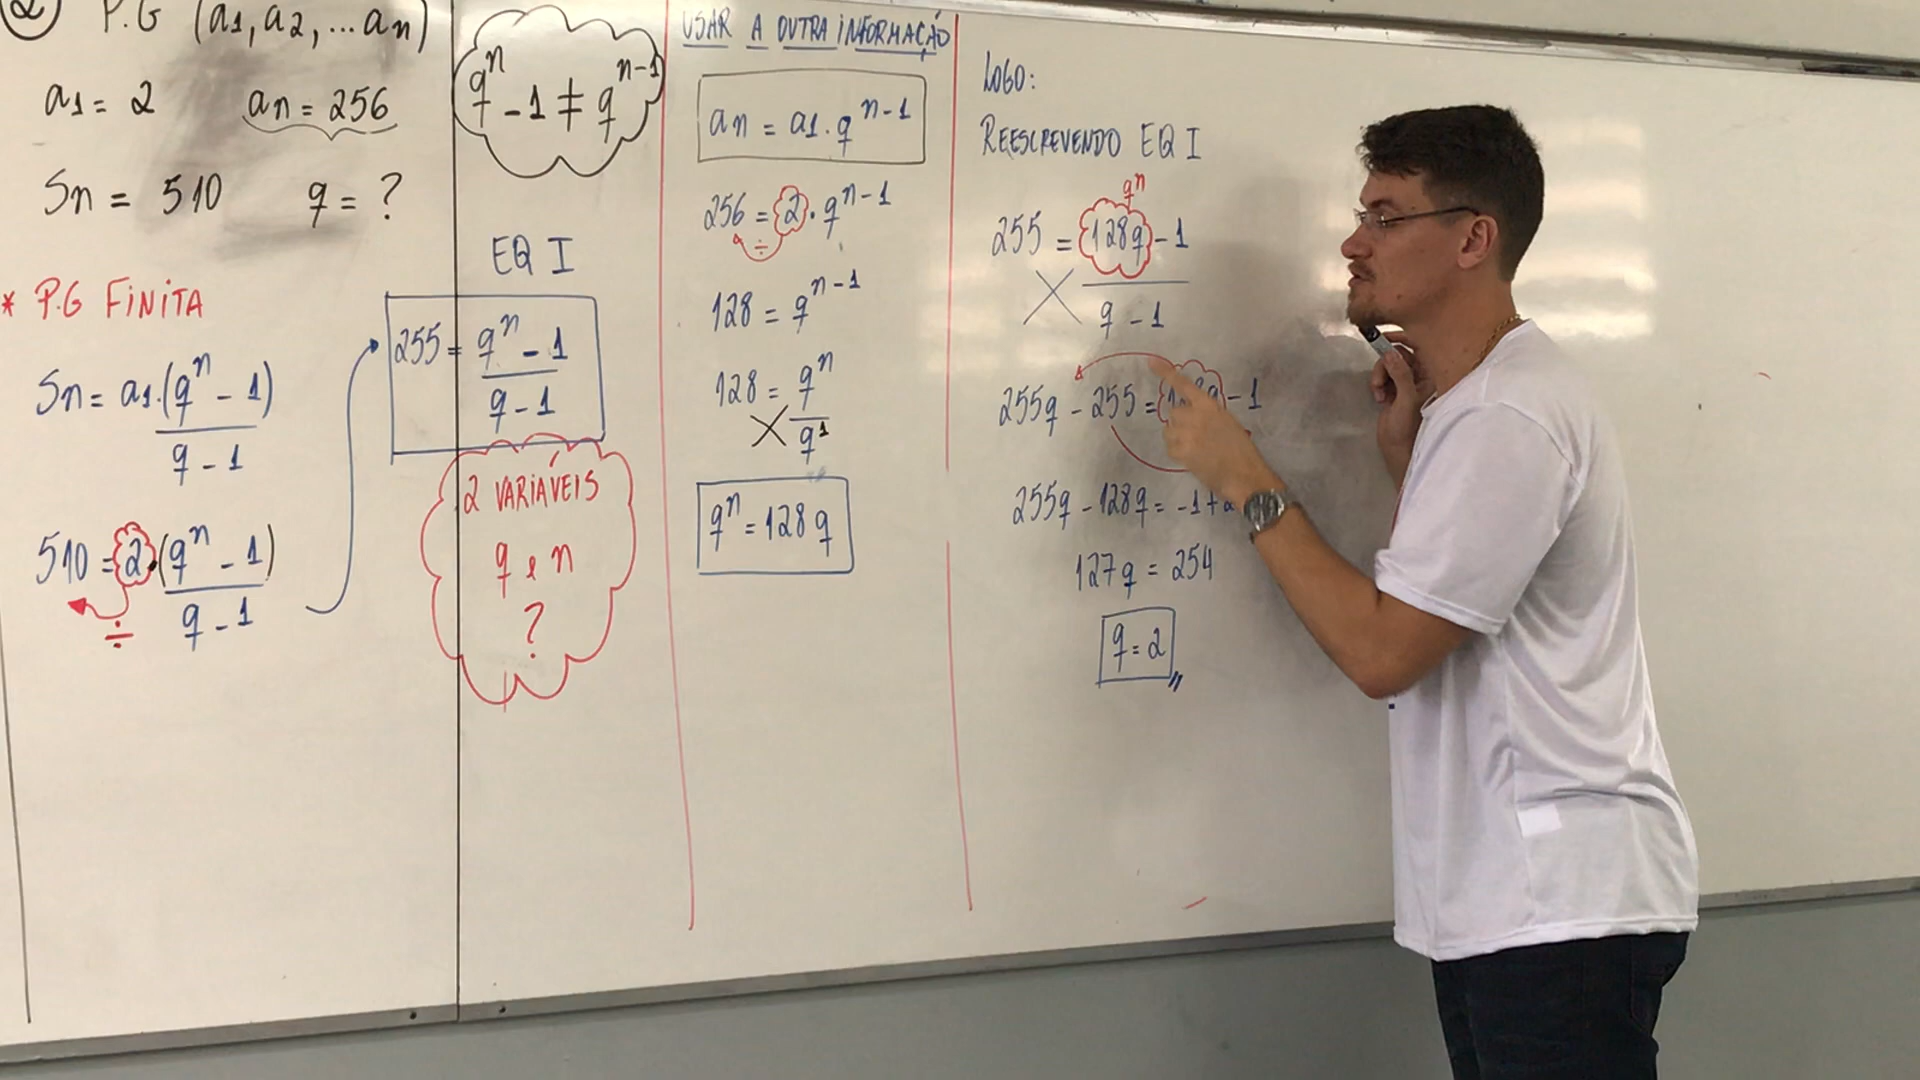 2) P.G (a1, a2, ... an)
a1 = 2 an = 256
Sn = 510 q = ?
* P.G FINITA
Sn = a1.(q^n - 1)
q - 1
510 = 2.(q^n - 1)
÷ q - 1
q^n - 1 ≠ q^n-1
EQ I
255 = q^n - 1
q - 1
2 VARIÁVEIS
q e n
?
USAR A OUTRA INFORMAÇÃO
an = a1.q^n-1
256 = 2.q^n-1
÷
128 = q^n-1
128 = q^n
q^1
q^n = 128q
LOGO:
REESCREVENDO EQ I
q^n
255 = 128q - 1
q - 1
255q - 255 = - 1
255q - 128q = -1 +
127q = 254
q = 2